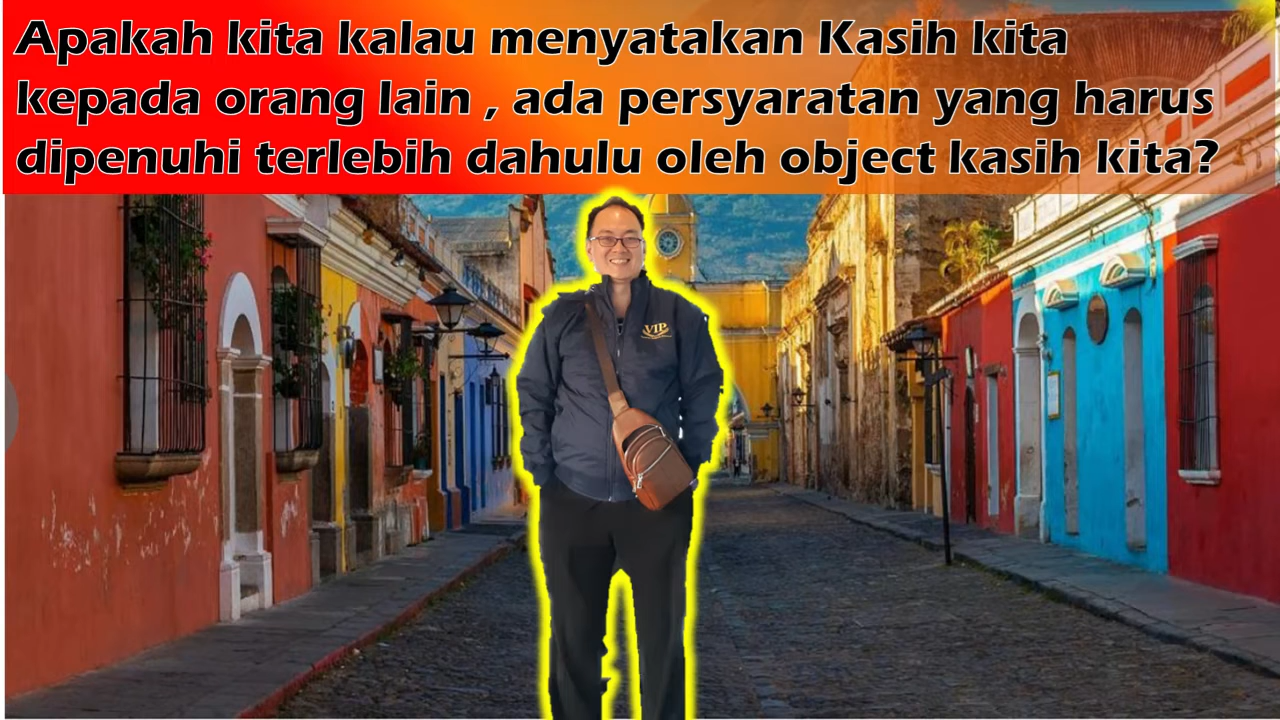 Apakah kita kalau menyatakan Kasih kita
kepada orang lain , ada persyaratan yang harus
dipenuhi terlebih dahulu oleh object kasih kita?
VIP